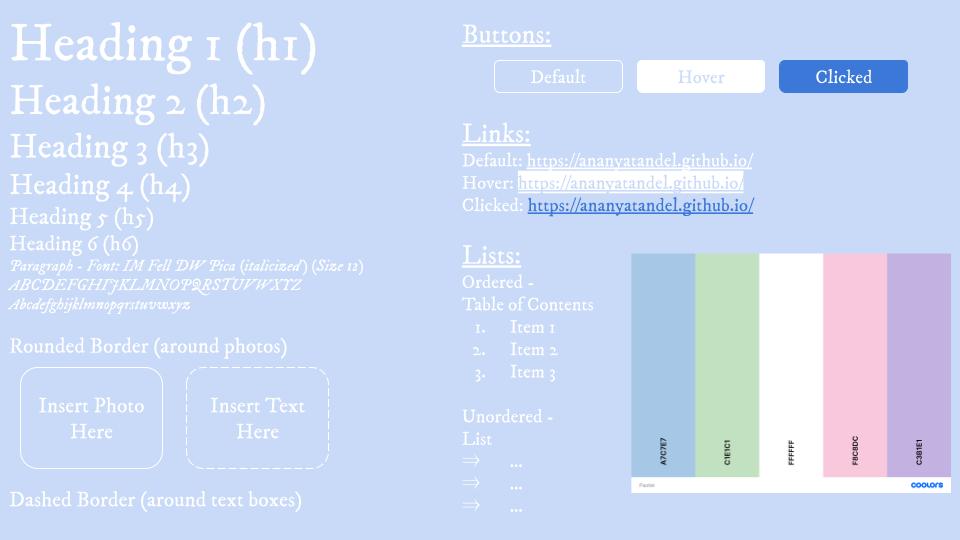 Heading 1 (h1)
Heading 2 (h2)
Heading 3 (h3)
Heading 4 (h4)
Heading 5 (h5)
Heading 6 (h6)
Paragraph - Font: IM Fell DW Pica (italicized) (Size 12)
ABCDEFGHIJKLMNOPQRSTUVWXYZ
Abcdefghijklmnopqrstuvwxyz
Rounded Border (around photos)
Insert Photo
Here
Insert Text
Here
Dashed Border (around text boxes)
Buttons:
Default
Hover
Clicked
Links:
Default: https://ananyatandel.github.io/
Hover: https://ananyatandel.github.io/
Clicked: https://ananyatandel.github.io/
Lists:
Ordered -
Table of Contents
1. Item 1
2. Item 2
3. Item 3
Unordered -
List
⇒ ...
⇒ ...
⇒ ...
A7C7E7
C1E1C1
FFFFFF
F8C8DC
C3B1E1
Pastel
coolors